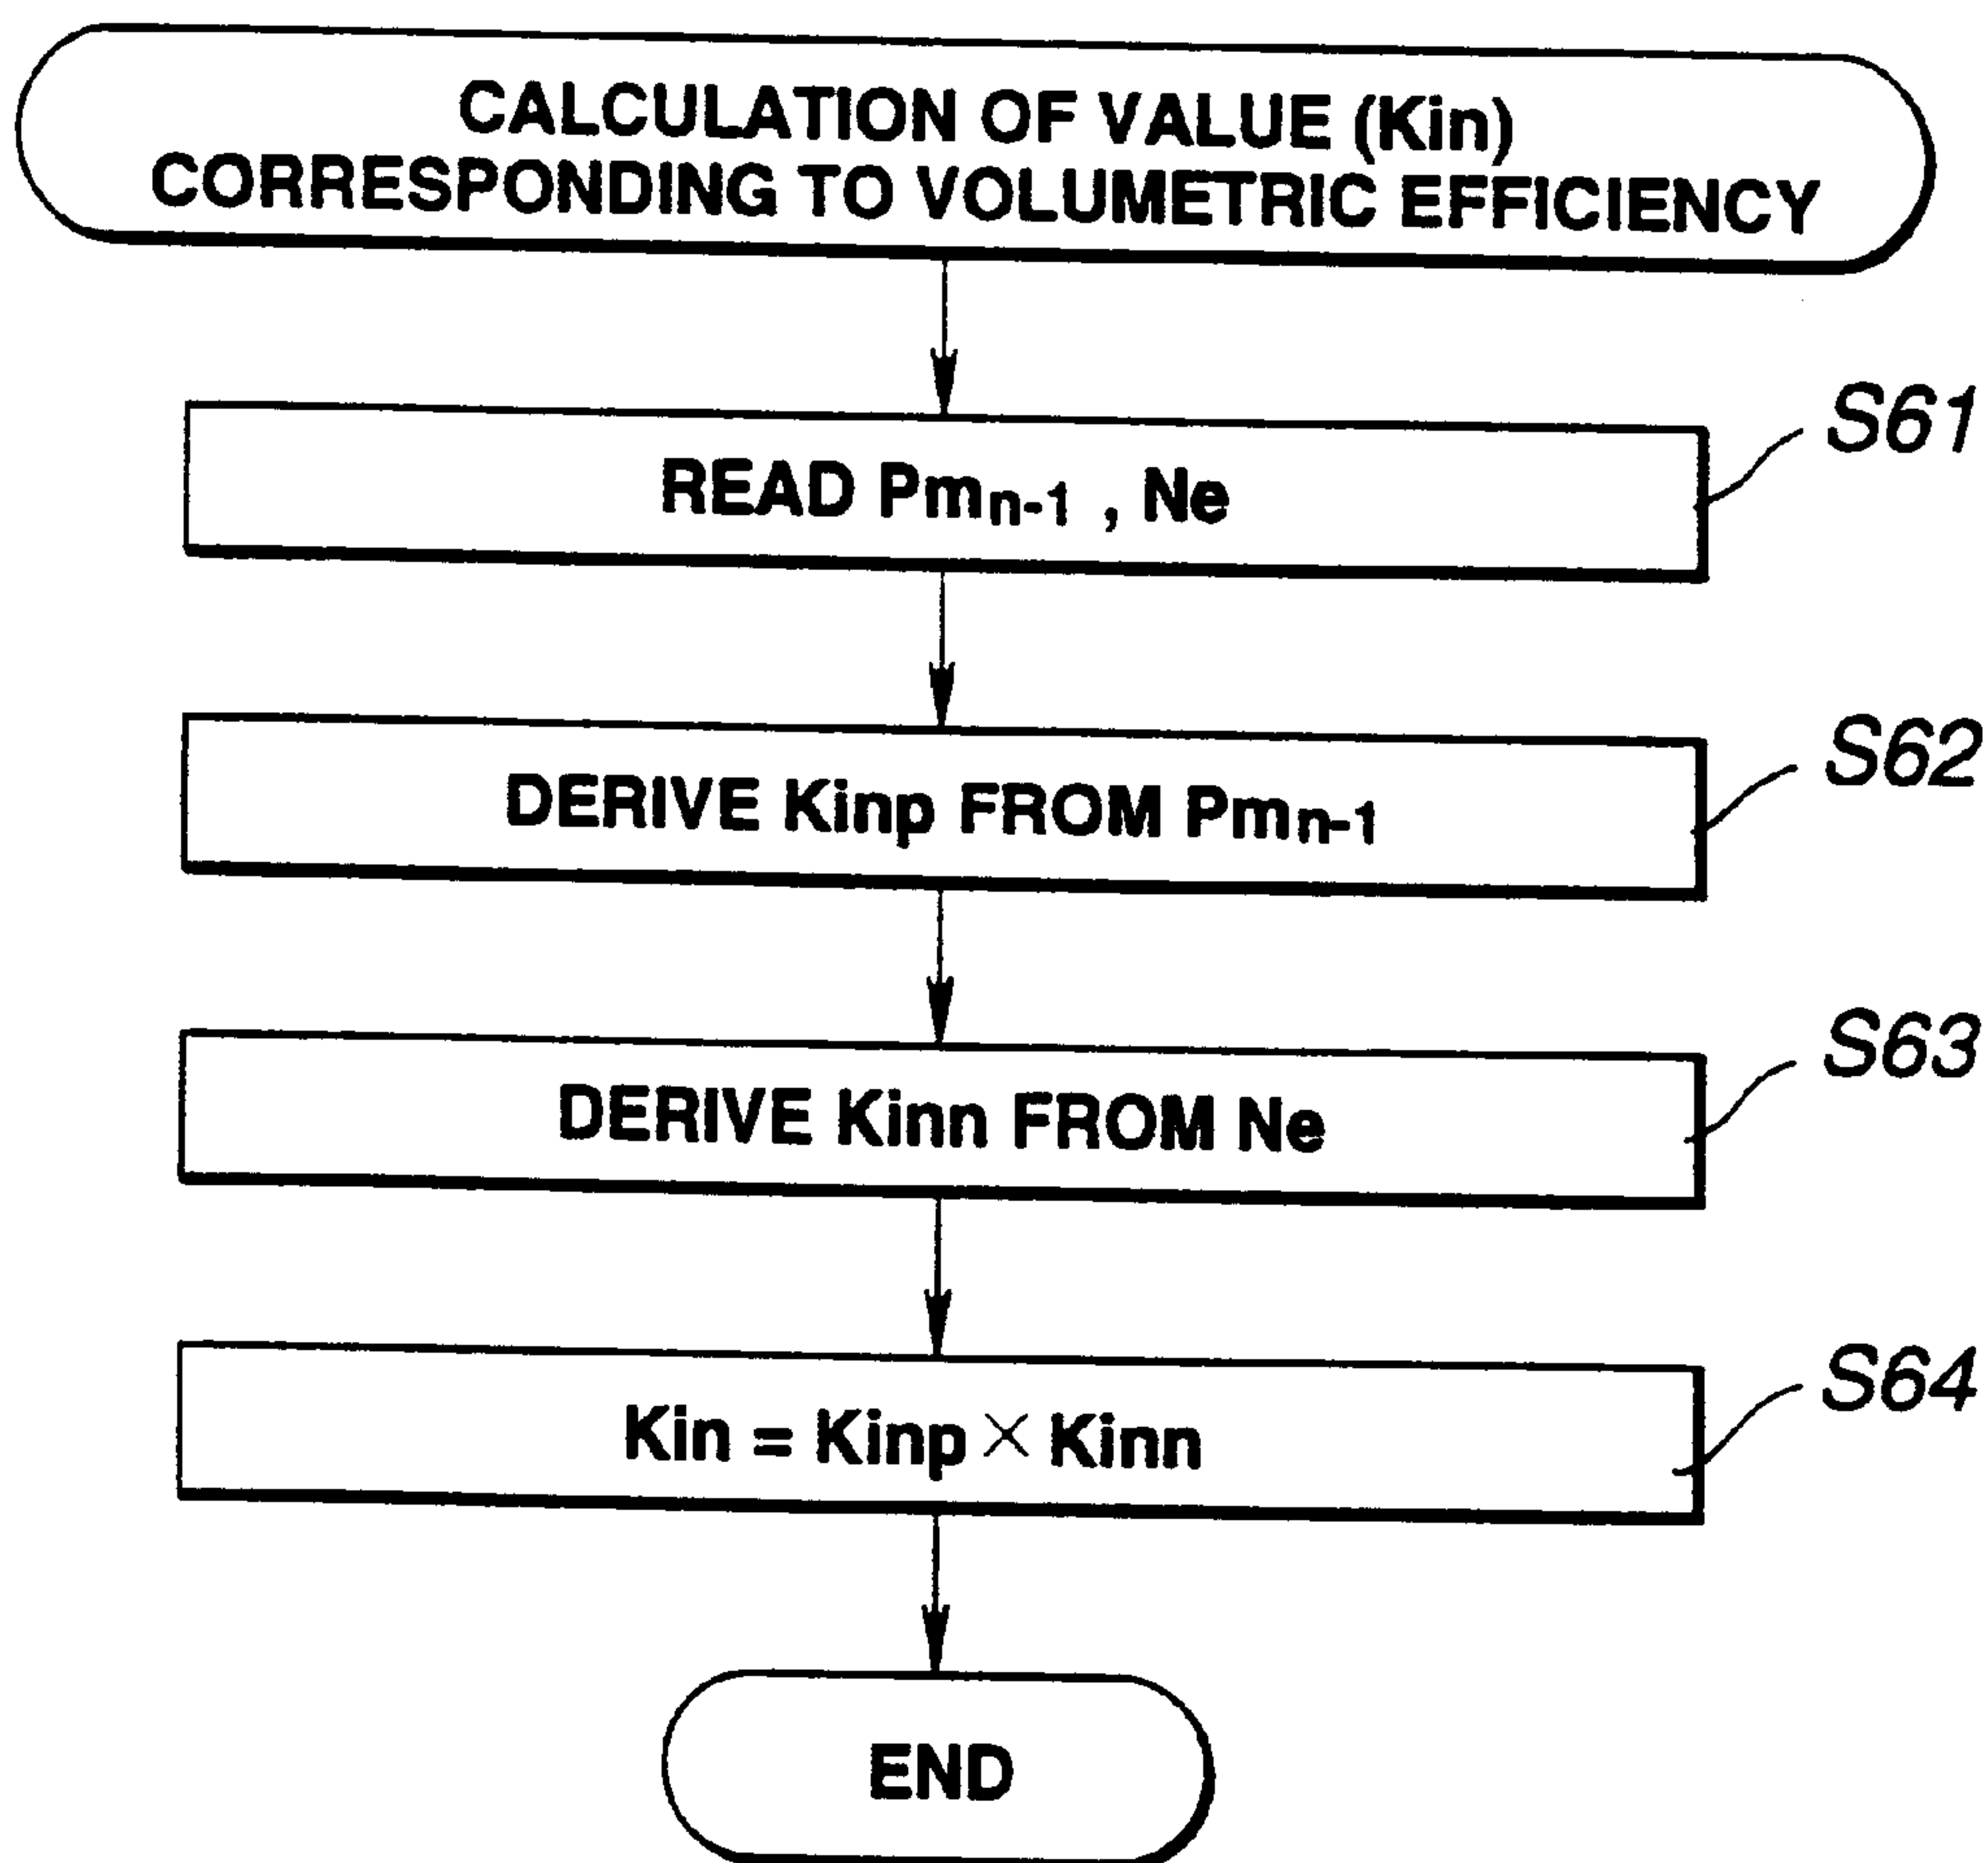 CALCULATION OF VALUE (Kin)
CORRESPONDING TO VOLUMETRIC EFFICIENCY
S61
READ Pmn-1 , Ne
S62
DERIVE Kinp FROM Pmn-1
S63
DERIVE Kinn FROM Ne
S64
Kin = Kinp × Kinn
END